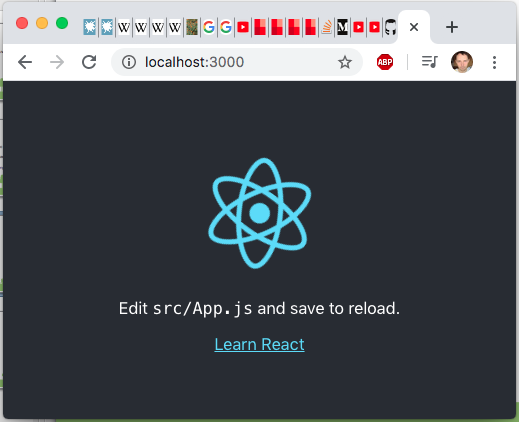 localhost:3000
ABP
Edit src/App.js and save to reload.
Learn React